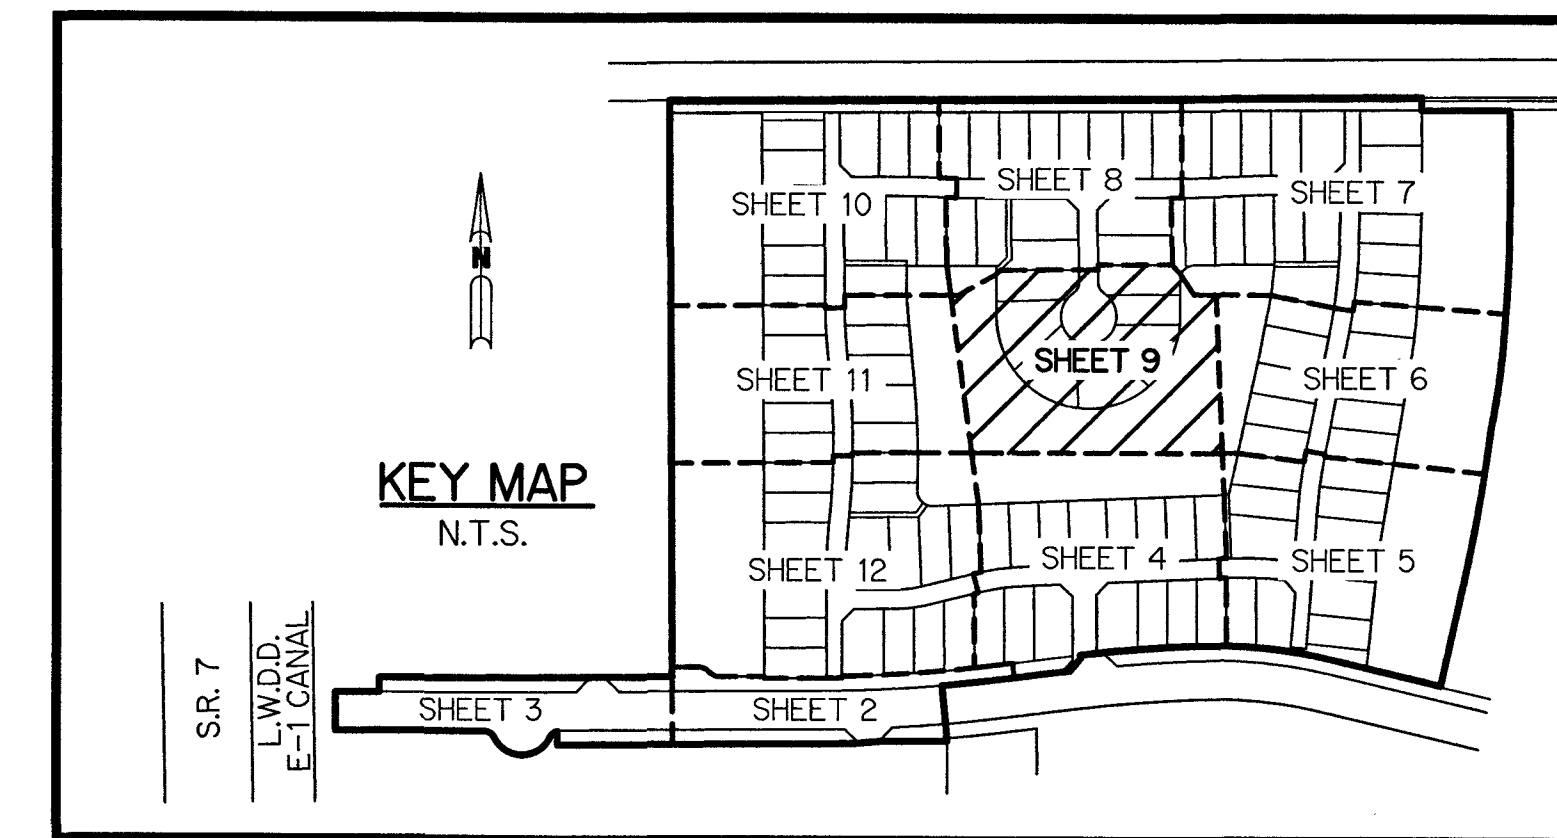 SHEET 8
SHEET 7
SHEET 10
N
SHEET 9
SHEET 11
SHEET 6
KEY MAP
N.T.S.
SHEET 4
SHEET 5
SHEET 12
S.R. 7
L.W.D.D.
E-1 CANAL
SHEET 3
SHEET 2